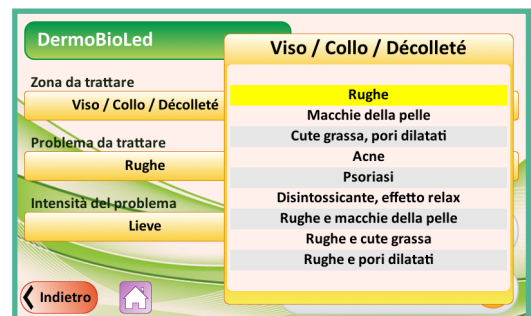 DermoBioLed
Zona da trattare
Viso / Collo / Décolleté
Problema da trattare
Rughe
Intensità del problema
Lieve
Indietro
Viso / Collo / Décolleté
Rughe
Macchie della pelle
Cute grassa, pori dilatati
Acne
Psoriasi
Disintossicante, effetto relax
Rughe e macchie della pelle
Rughe e cute grassa
Rughe e pori dilatati